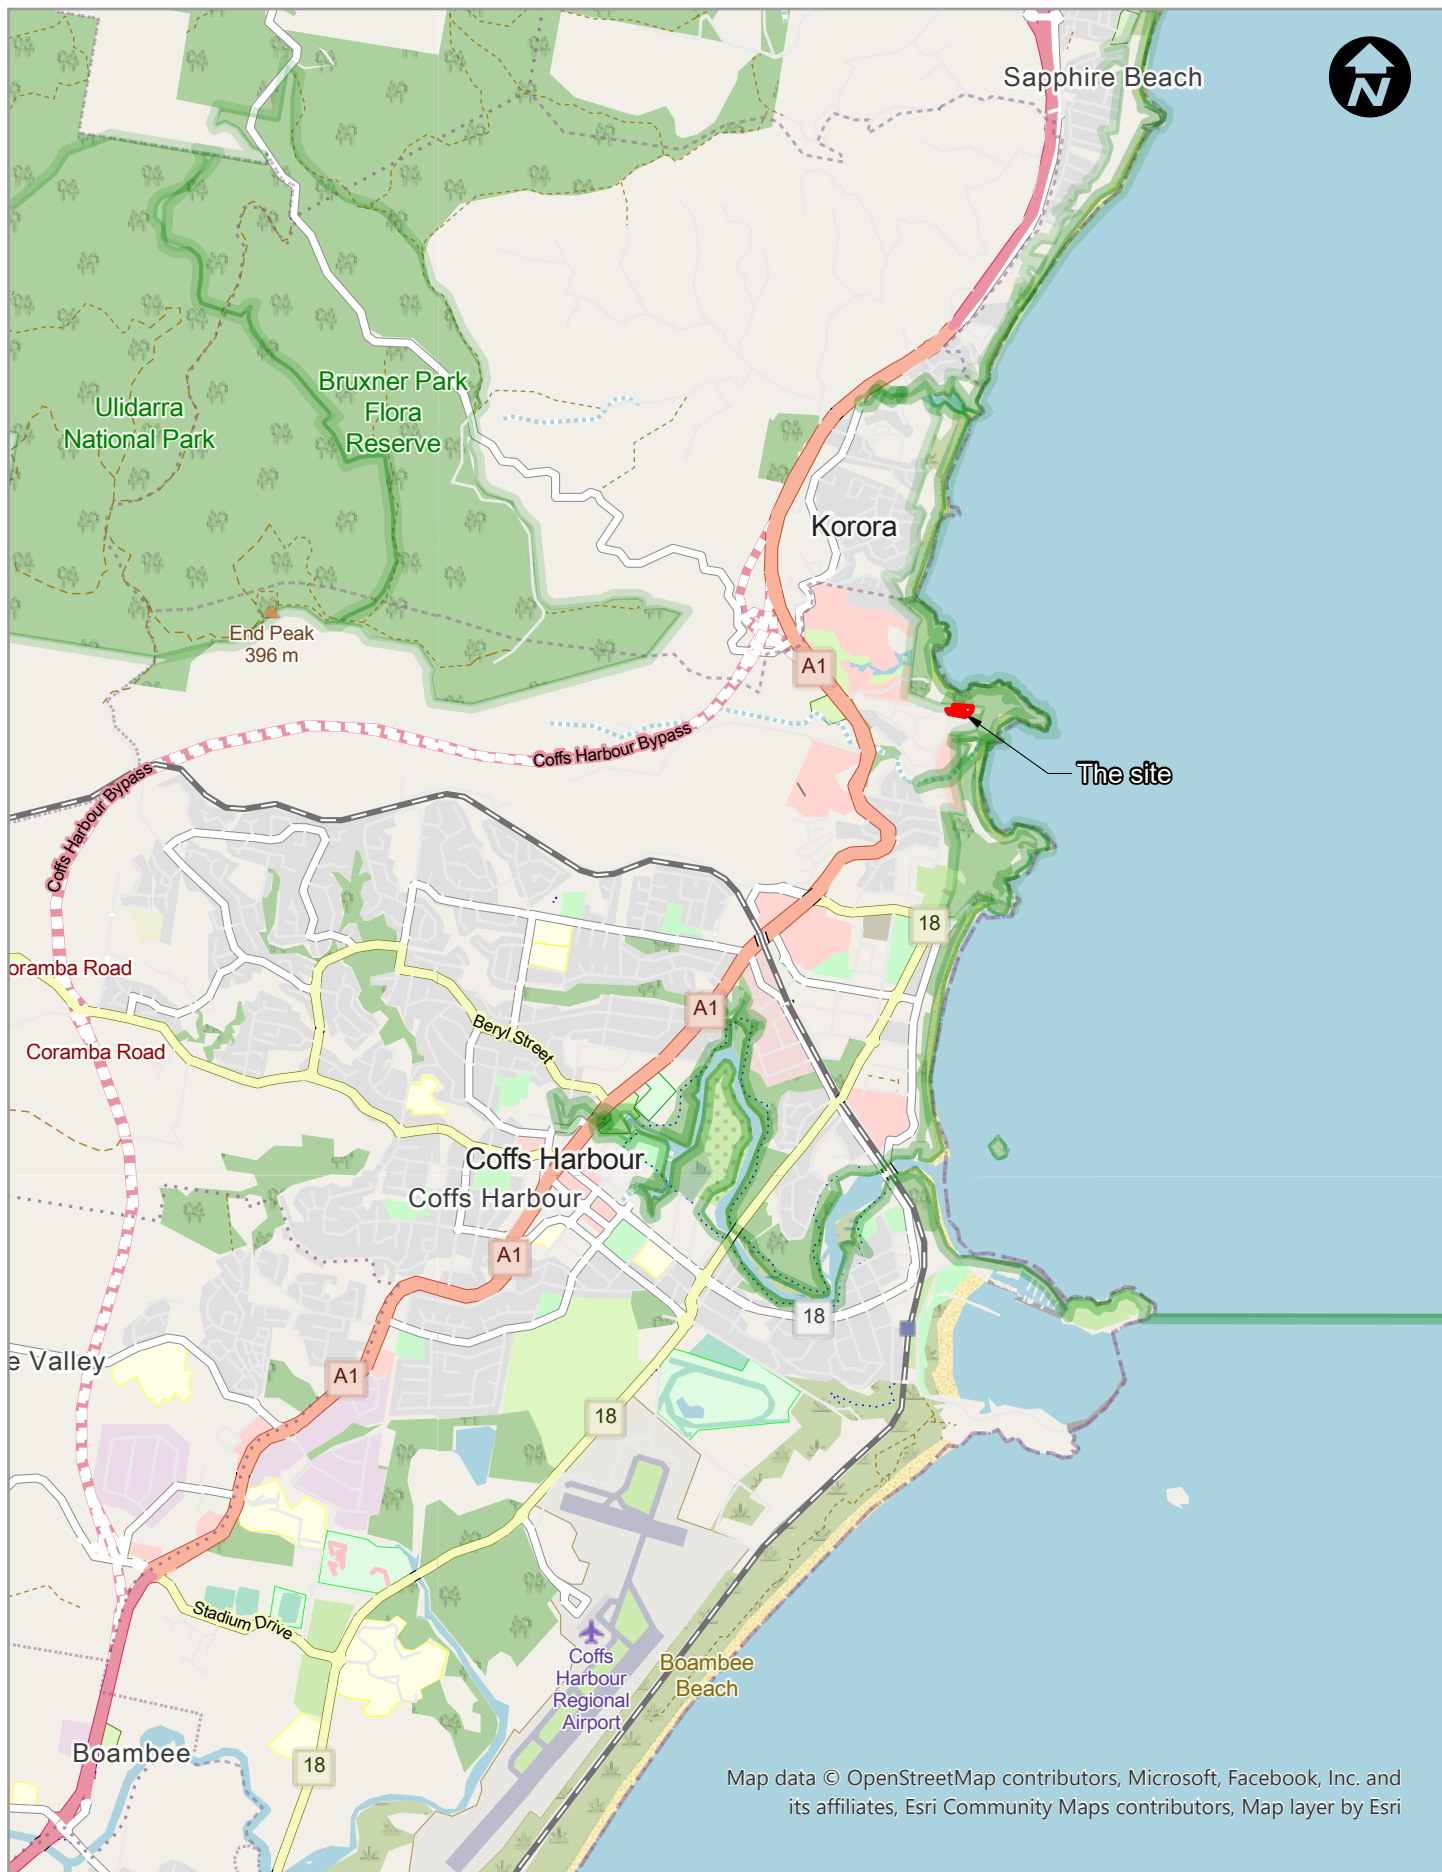 Sapphire Beach
N
Bruxner Park
Flora
Reserve
Ulidarra
National Park
Korora
End Peak
396 m
A1
Coffs Harbour Bypass
The site
Coffs Harbour Bypass
18
oramba Road
A1
Beryl Street
Coramba Road
Coffs Harbour
Coffs Harbour
A1
18
e Valley
A1
18
Stadium Drive
Coffs
Harbour
Regional
Airport
Boambee
Beach
Boambee
18
Map data © OpenStreetMap contributors, Microsoft, Facebook, Inc. and
its affiliates, Esri Community Maps contributors, Map layer by Esri